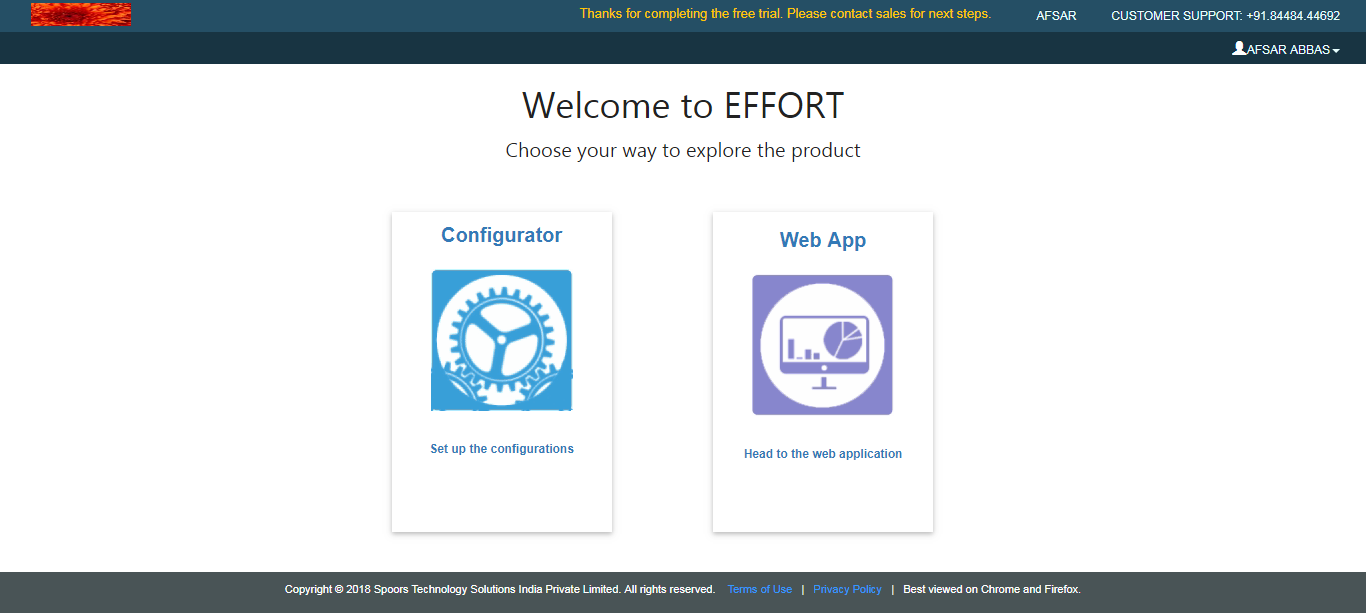 Thanks for completing the free trial. Please contact sales for next steps. AFSAR CUSTOMER SUPPORT: +91.84484.44692
AFSAR ABBAS
Welcome to EFFORT
Choose your way to explore the product
Configurator
Web App
Set up the configurations
Head to the web application
Copyright © 2018 Spoors Technology Solutions India Private Limited. All rights reserved. Terms of Use | Privacy Policy | Best viewed on Chrome and Firefox.